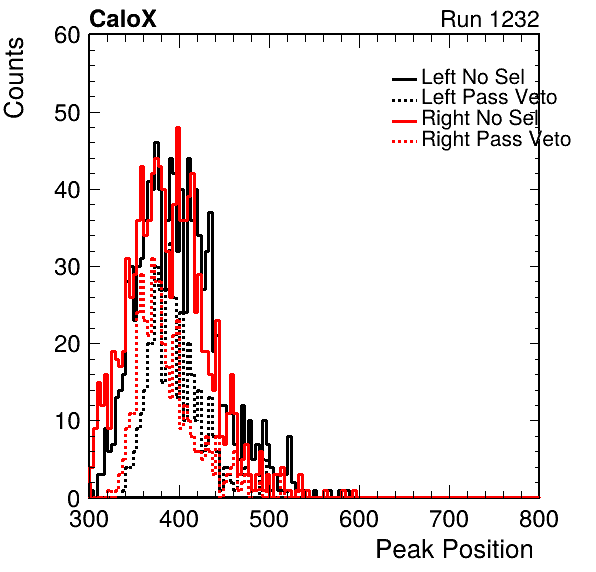 CaloX Run 1232
Counts
60
50
40
30
20
10
0
Left No Sel
Left Pass Veto
Right No Sel
Right Pass Veto
300 400 500 600 700 800
Peak Position